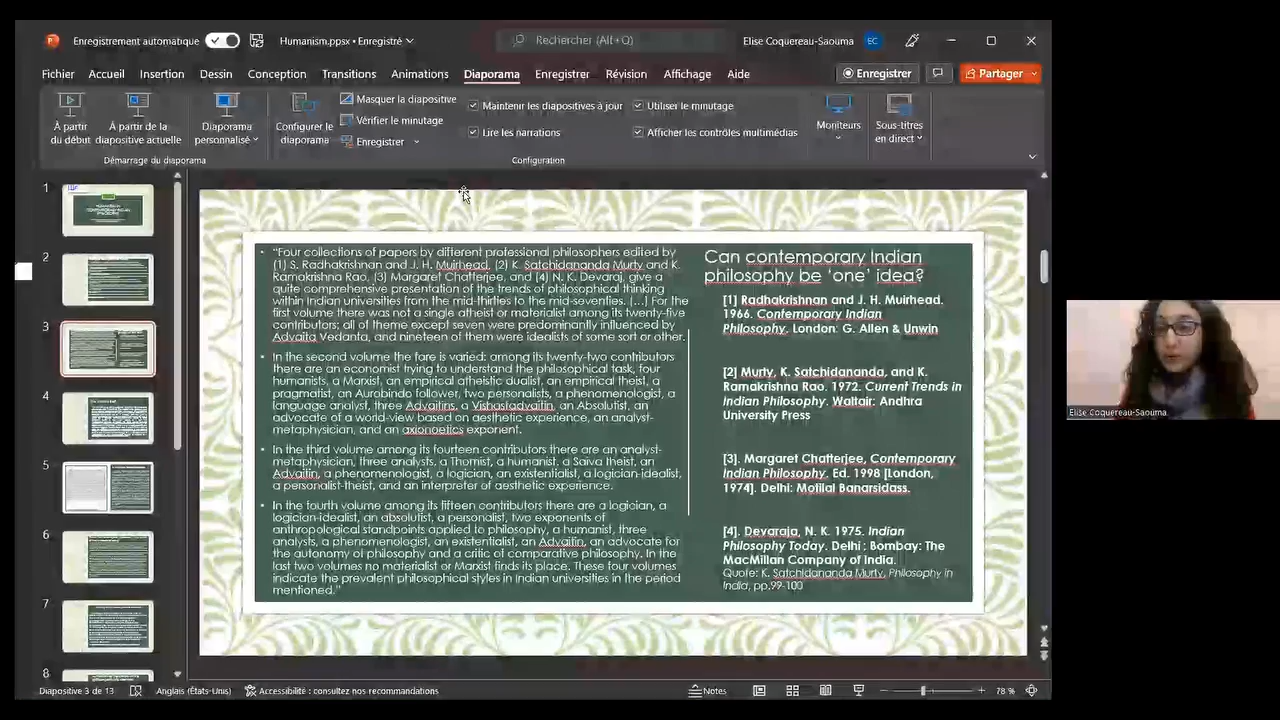 Enregistrement automatique
Humanism.ppsx • Enregistré
Rechercher (Alt+Q)
Elise Coquereau-Saouma
EC
Fichier
Accueil
Insertion
Dessin
Conception
Transitions
Animations
Diaporama
Enregistrer
Révision
Affichage
Aide
Enregistrer
Partager
À partir
du début
À partir de la
diapositive actuelle
Diaporama
personnalisé
Configurer le
diaporama
Masquer la diapositive
Vérifier le minutage
Enregistrer
Maintenir les diapositives à jour
Lire les narrations
Utiliser le minutage
Afficher les contrôles multimédias
Moniteurs
Sous-titres
en direct
Démarrage du diaporama
Configuration
1
2
3
4
5
6
7
8
• "Four collections of papers by different professional philosophers edited by
(1) S. Radhakrishnan and J. H. Muirhead, (2) K. Satchidananda Murty and K.
Ramakrishna Rao, (3) Margaret Chatterjee, and (4) N. K. Devaraj, give a
quite comprehensive presentation of the trends of philosophical thinking
within Indian universities from the mid-thirties to the mid-seventies. (...) For the
first volume there was not a single atheist or materialist among its twenty-five
contributors; all of theme except seven were predominantly influenced by
Advaita Vedanta, and nineteen of them were idealists of some sort or other.
• In the second volume the fare is varied: among its twenty-two contributors
there are an economist trying to understand the philosophical task, four
humanists, a Marxist, an empirical atheistic dualist, an empirical theist, a
pragmatist, an Aurobindo follower, two personalists, a phenomenologist, a
language analyst, three Advaitins, a Vishastadvaitin, an Absolutist, an
advocate of a world-view based on aesthetic experience, an analyst-
metaphysician, and an axionoetics exponent.
• In the third volume among its fourteen contributors there are an analyst-
metaphysician, three analysts, a Thomist, a humanist, a Saiva theist, an
Advaitin, a phenomenologist, a logician, an existentialist, a logician-idealist,
a personalist-theist, and an interpreter of aesthetic experience.
• In the fourth volume among its fifteen contributors there are a logician, a
logician-idealist, an absolutist, a personalist, two exponents of
anthropological standpoints applied to philosophy, a humanist, three
analysts, a phenomenologist, an existentialist, an Advaitin, an advocate for
the autonomy of philosophy and a critic of comparative philosophy. In the
last two volumes no materialist or Marxist finds its place. These four volumes
indicate the prevalent philosophical styles in Indian universities in the period
mentioned."
Can contemporary Indian
philosophy be 'one' idea?
[1] Radhakrishnan and J. H. Muirhead.
1966. Contemporary Indian
Philosophy. London: G. Allen & Unwin
[2] Murty, K. Satchidananda, and K.
Ramakrishna Rao. 1972. Current Trends in
Indian Philosophy. Waltair: Andhra
University Press
[3]. Margaret Chatterjee, Contemporary
Indian Philosophy. Ed. 1998 [London,
1974]. Delhi: Motilal Banarsidass.
[4]. Devaraja, N. K. 1975. Indian
Philosophy Today. Delhi ; Bombay: The
MacMillan Company of India.
Quote: K. Satchidananda Murty, Philosophy in
India, pp.99-100
Elise Coquereau-Saouma
Diapositive 3 de 13
Anglais (États-Unis)
Accessibilité : consultez nos recommandations
Notes
78 %